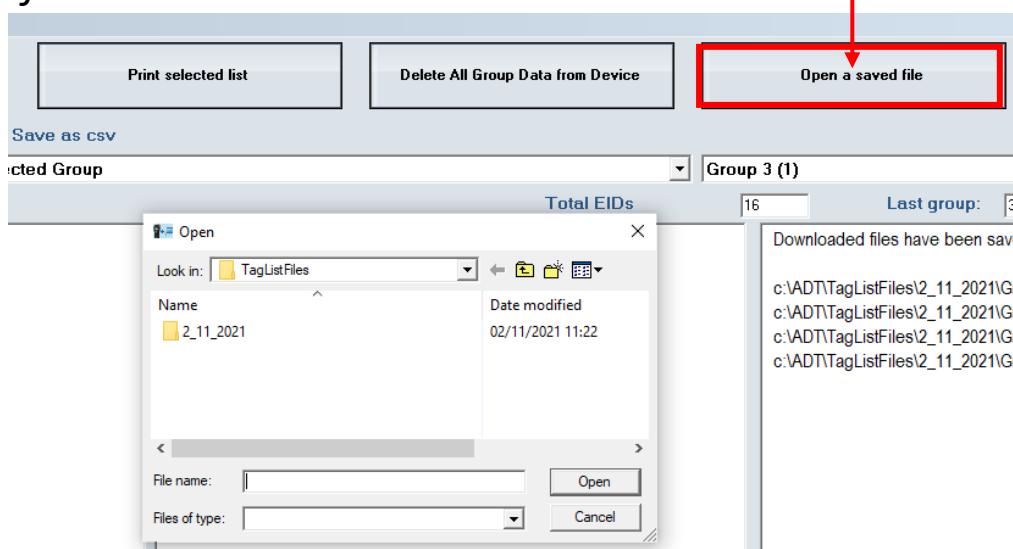 Print selected list
Delete All Group Data from Device
Open a saved file
Save as csv
Group
Group 3 (1)
Total EIDs
16
Last group:
Open
Look in:
TagListFiles
Name
Date modified
2_11_2021
02/11/2021 11:22
File name:
Open
Files of type:
Cancel
Downloaded files have been
c:\ADT\TagListFiles\2_11_2021\G
c:\ADT\TagListFiles\2_11_2021\G
c:\ADT\TagListFiles\2_11_2021\G
c:\ADT\TagListFiles\2_11_2021\G